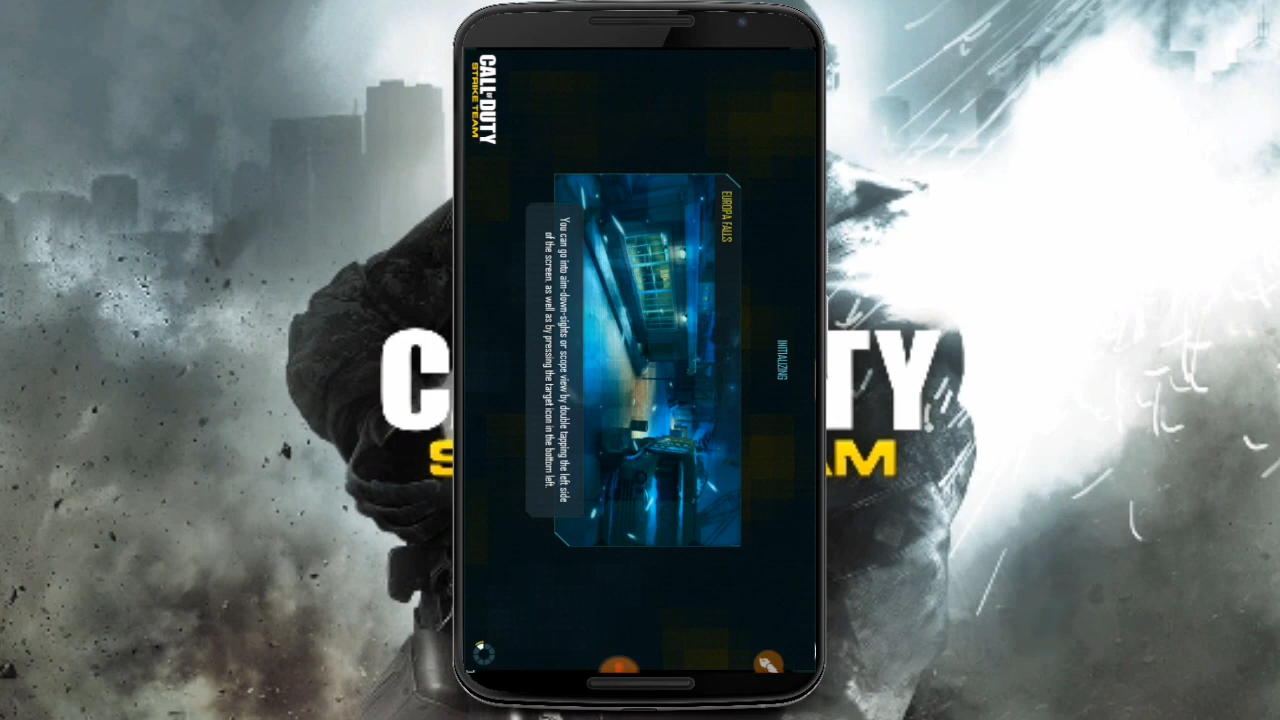 CALL OF DUTY
STRIKE TEAM
INITIALIZING
EUROPA FALLS
You can go into aim-down-sights or scope view by double tapping the left side
of the screen, as well as by pressing the target icon in the bottom left.
C TY
S AM